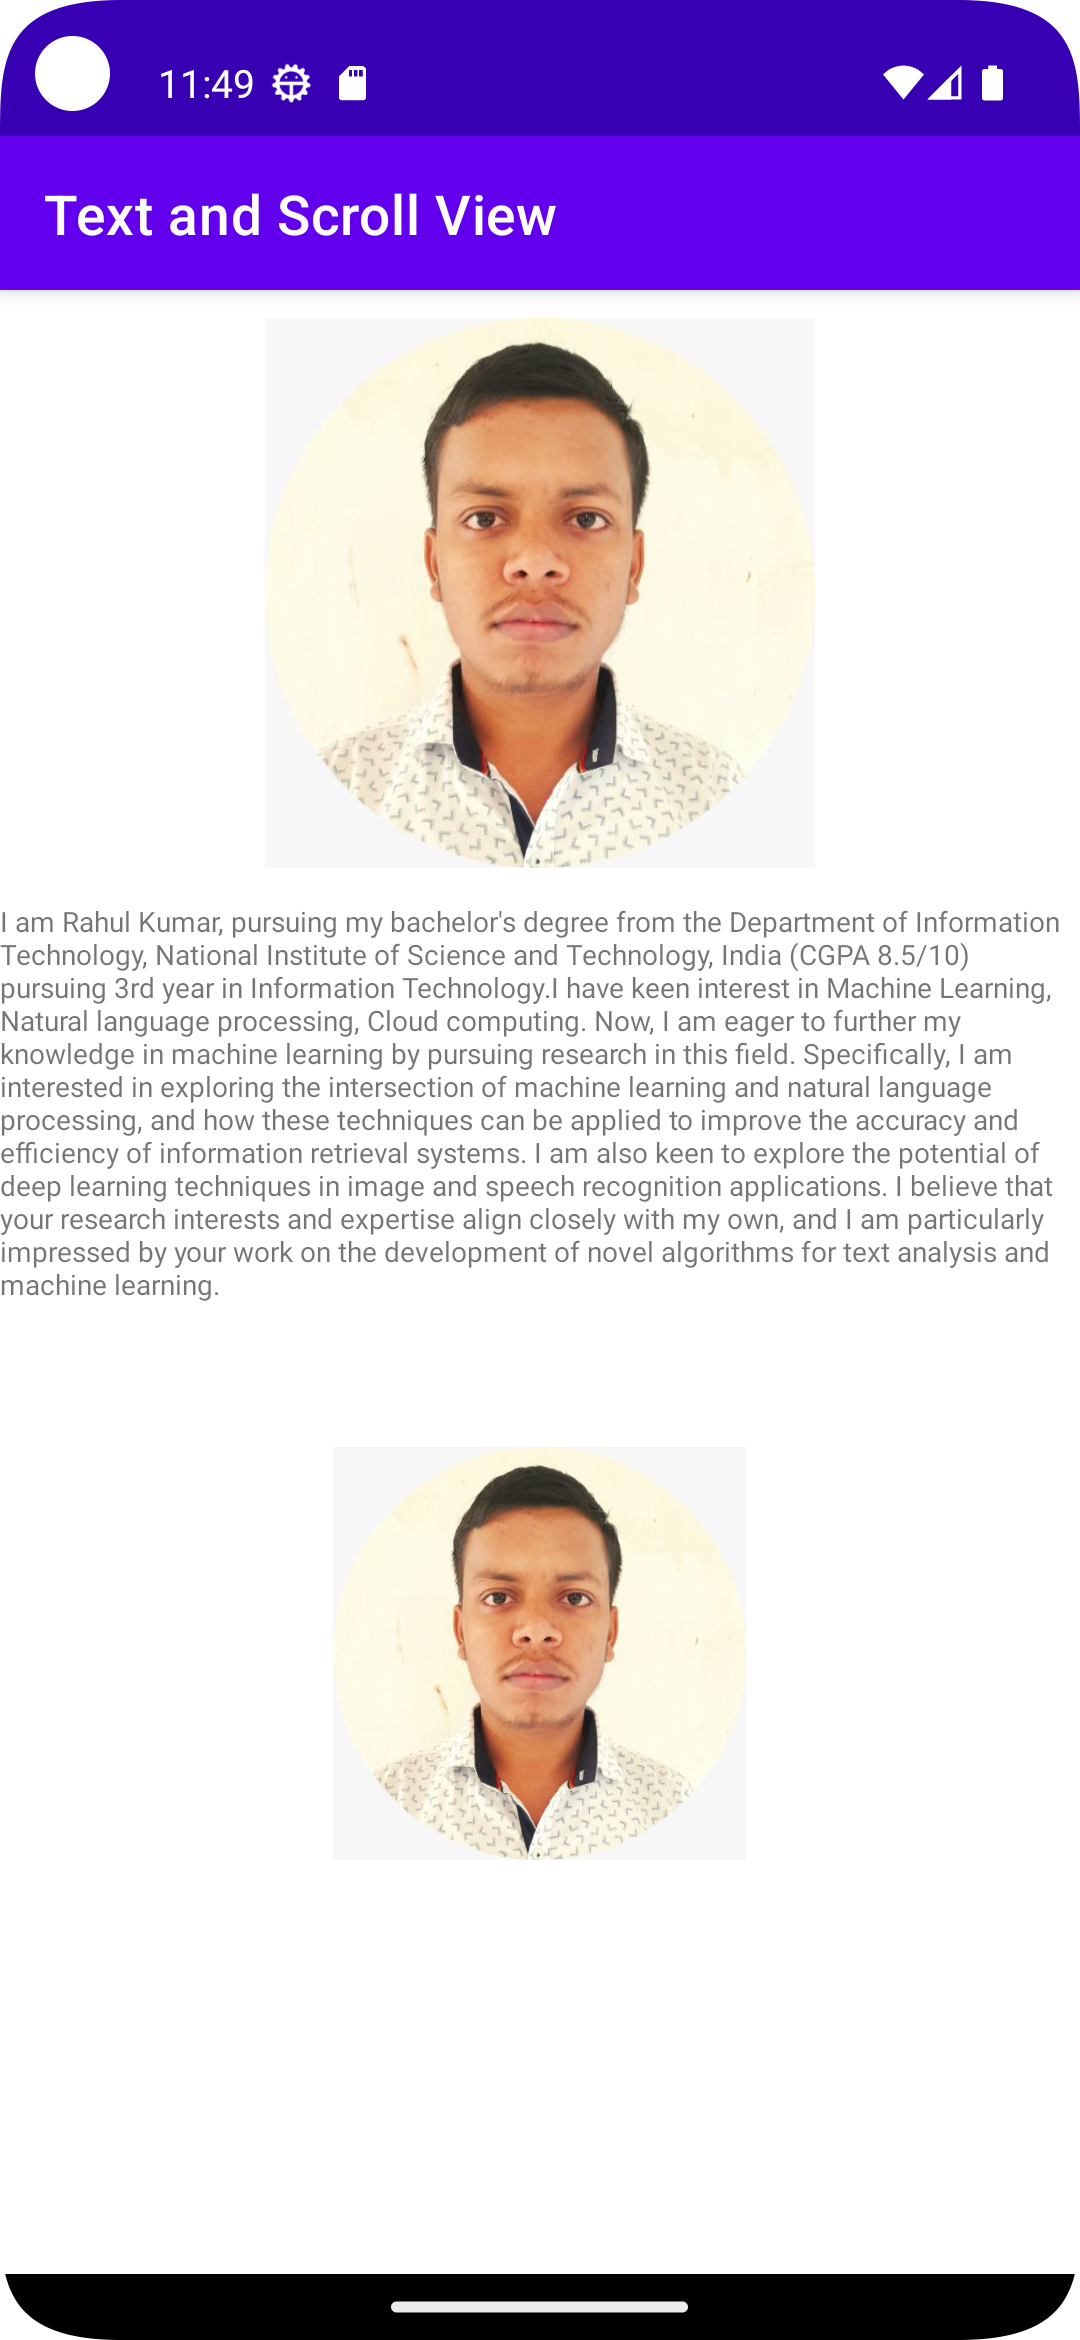 11:49
Text and Scroll View
I am Rahul Kumar, pursuing my bachelor's degree from the Department of Information
Technology, National Institute of Science and Technology, India (CGPA 8.5/10)
pursuing 3rd year in Information Technology.I have keen interest in Machine Learning,
Natural language processing, Cloud computing. Now, I am eager to further my
knowledge in machine learning by pursuing research in this field. Specifically, I am
interested in exploring the intersection of machine learning and natural language
processing, and how these techniques can be applied to improve the accuracy and
efficiency of information retrieval systems. I am also keen to explore the potential of
deep learning techniques in image and speech recognition applications. I believe that
your research interests and expertise align closely with my own, and I am particularly
impressed by your work on the development of novel algorithms for text analysis and
machine learning.